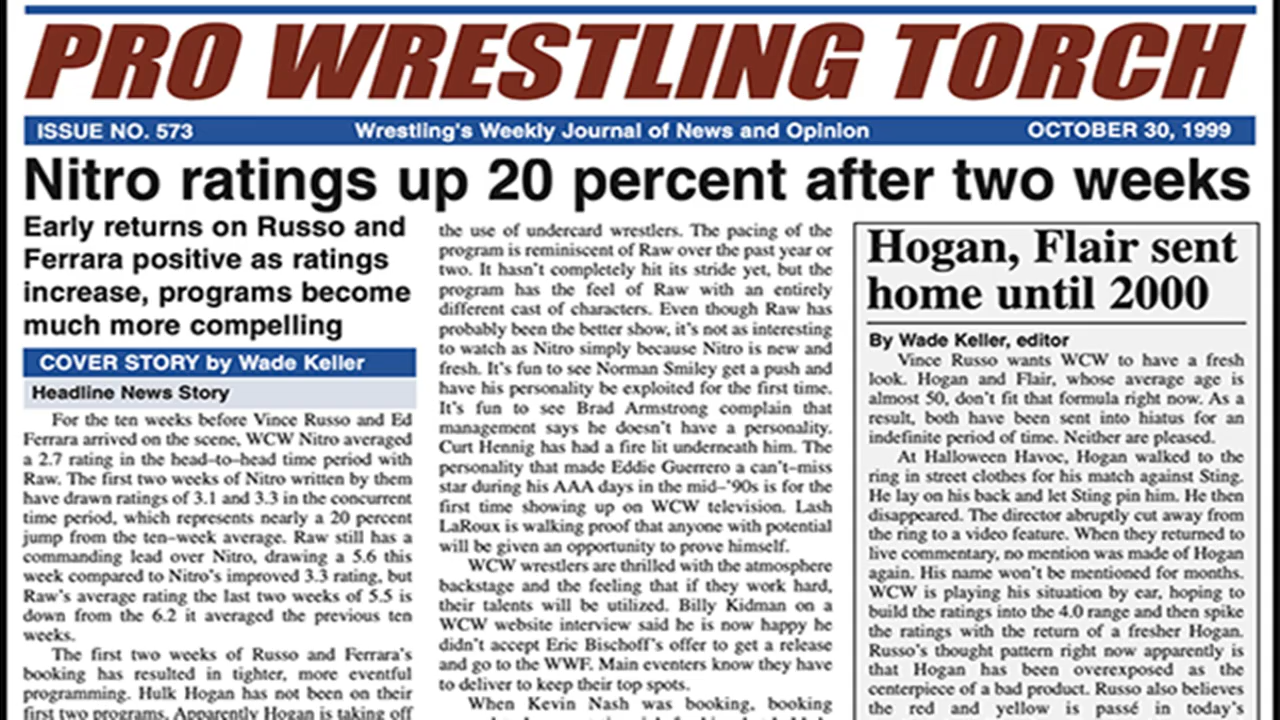 PRO WRESTLING TORCH
ISSUE NO. 573 Wrestling's Weekly Journal of News and Opinion OCTOBER 30, 1999
Nitro ratings up 20 percent after two weeks
Early returns on Russo and
Ferrara positive as ratings
increase, programs become
much more compelling
COVER STORY by Wade Keller
Headline News Story
For the ten weeks before Vince Russo and Ed
Ferrara arrived on the scene, WCW Nitro averaged
a 2.7 rating in the head–to–head time period with
Raw. The first two weeks of Nitro written by them
have drawn ratings of 3.1 and 3.3 in the concurrent
time period, which represents nearly a 20 percent
jump from the ten–week average. Raw still has a
commanding lead over Nitro, drawing a 5.6 this
week compared to Nitro's improved 3.3 rating, but
Raw's average rating the last two weeks of 5.5 is
down from the 6.2 it averaged the previous ten
weeks.
The first two weeks of Russo and Ferrara's
booking has resulted in tighter, more eventful
programming. Hulk Hogan has not been on their
first two programs. Apparently Hogan is taking off
the use of undercard wrestlers. The pacing of the
program is reminiscent of Raw over the past year or
two. It hasn't completely hit its stride yet, but the
program has the feel of Raw with an entirely
different cast of characters. Even though Raw has
probably been the better show, it's not as interesting
to watch as Nitro simply because Nitro is new and
fresh. It's fun to see Norman Smiley get a push and
have his personality be exploited for the first time.
It's fun to see Brad Armstrong complain that
management says he doesn't have a personality.
Curt Hennig has had a fire lit underneath him. The
personality that made Eddie Guerrero a can't–miss
star during his AAA days in the mid–'90s is for the
first time showing up on WCW television. Lash
LaRoux is walking proof that anyone with potential
will be given an opportunity to prove himself.
WCW wrestlers are thrilled with the atmosphere
backstage and the feeling that if they work hard,
their talents will be utilized. Billy Kidman on a
WCW website interview said he is now happy he
didn't accept Eric Bischoff's offer to get a release
and go to the WWF. Main eventers know they have
to deliver to keep their top spots.
When Kevin Nash was booking, booking
Hogan, Flair sent
home until 2000
By Wade Keller, editor
Vince Russo wants WCW to have a fresh
look. Hogan and Flair, whose average age is
almost 50, don't fit that formula right now. As a
result, both have been sent into hiatus for an
indefinite period of time. Neither are pleased.
At Halloween Havoc, Hogan walked to the
ring in street clothes for his match against Sting.
He lay on his back and let Sting pin him. He then
disappeared. The director abruptly cut away from
the ring to a video feature. When they returned to
live commentary, no mention was made of Hogan
again. His name won't be mentioned for months.
WCW is playing his situation by ear, hoping to
build the ratings into the 4.0 range and then spike
the ratings with the return of a fresher Hogan.
Russo's thought pattern right now apparently is
that Hogan has been overexposed as the
centerpiece of a bad product. Russo also believes
the red and yellow is passé in today's